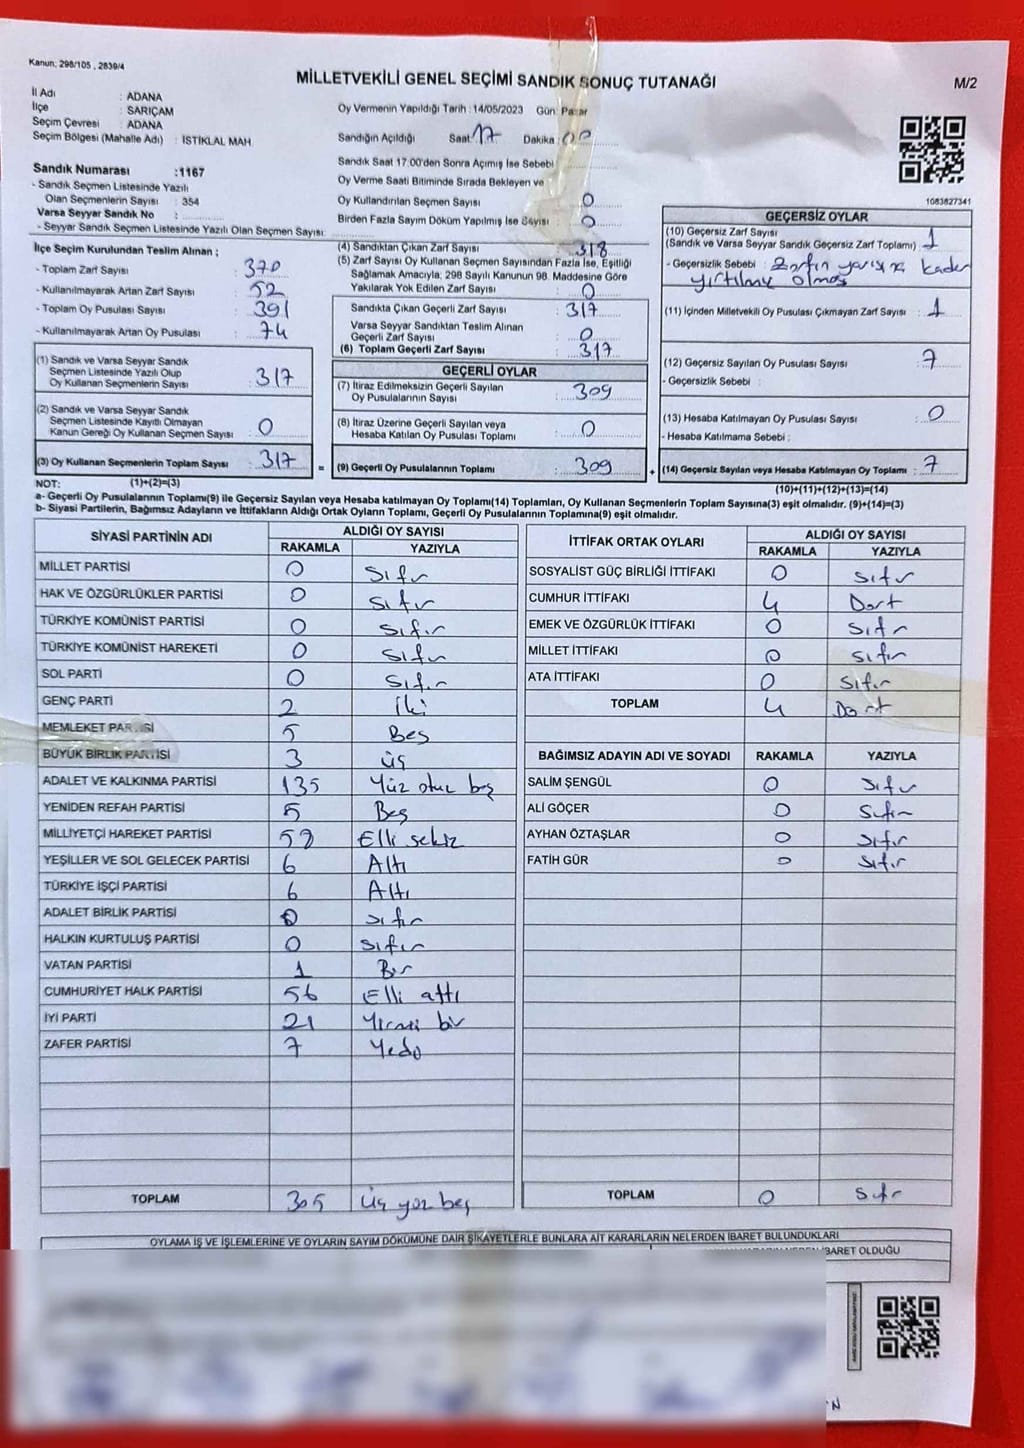 Kanun: 298/105 , 2839/4
MİLLETVEKİLİ GENEL SEÇİMİ SANDIK SONUÇ TUTANAĞI
M/2
İl Adı : ADANA
İlçe : SARIÇAM
Seçim Çevresi : ADANA
Seçim Bölgesi (Mahalle Adı) : İSTİKLAL MAH.
Oy Vermenin Yapıldığı Tarih : 14/05/2023 Gün: Pazar
Sandığın Açıldığı Saat: 17 Dakika: 00
Sandık Saat 17:00'den Sonra Açımış İse Sebebi
Oy Verme Saati Bitiminde Sırada Bekleyen ve
Oy Kullandırılan Seçmen Sayısı : 0
Birden Fazla Sayım Döküm Yapılmış İse Sayısı : 0
1083827341
Sandık Numarası :1167
- Sandık Seçmen Listesinde Yazılı
Olan Seçmenlerin Sayısı : 354
Varsa Seyyar Sandık No :
- Seyyar Sandık Seçmen Listesinde Yazılı Olan Seçmen Sayısı:
İlçe Seçim Kurulundan Teslim Alınan ;
- Toplam Zarf Sayısı : 370
- Kullanılmayarak Artan Zarf Sayısı : 52
- Toplam Oy Pusulası Sayısı : 391
- Kullanılmayarak Artan Oy Pusulası : 74
(1) Sandık ve Varsa Seyyar Sandık
Seçmen Listesinde Yazılı Olup
Oy Kullanan Seçmenlerin Sayısı : 317
(2) Sandık ve Varsa Seyyar Sandık
Seçmen Listesinde Kayıtlı Olmayan
Kanun Gereği Oy Kullanan Seçmen Sayısı : 0
(3) Oy Kullanan Seçmenlerin Toplam Sayısı : 317
(1)+(2)=(3)
(4) Sandıktan Çıkan Zarf Sayısı : 318
(5) Zarf Sayısı Oy Kullanan Seçmen Sayısından Fazla İse, Eşitliği
Sağlamak Amacıyla; 298 Sayılı Kanunun 98. Maddesine Göre
Yakılarak Yok Edilen Zarf Sayısı : 0
Sandıkta Çıkan Geçerli Zarf Sayısı : 317
Varsa Seyyar Sandıktan Teslim Alınan
Geçerli Zarf Sayısı : 0
(6) Toplam Geçerli Zarf Sayısı : 317
GEÇERLİ OYLAR
(7) İtiraz Edilmeksizin Geçerli Sayılan
Oy Pusulalarının Sayısı : 309
(8) İtiraz Üzerine Geçerli Sayılan veya
Hesaba Katılan Oy Pusulası Toplamı : 0
= (9) Geçerli Oy Pusulalarının Toplamı : 309
GEÇERSİZ OYLAR
(10) Geçersiz Zarf Sayısı
(Sandık ve Varsa Seyyar Sandık Geçersiz Zarf Toplamı) : 1
- Geçersizlik Sebebi : Zarfın yarısına kadar
yırtılmış olması
(11) İçinden Milletvekili Oy Pusulası Çıkmayan Zarf Sayısı : 1
(12) Geçersiz Sayılan Oy Pusulası Sayısı : 7
- Geçersizlik Sebebi :
(13) Hesaba Katılmayan Oy Pusulası Sayısı : 0
- Hesaba Katılmama Sebebi :
+ (14) Geçersiz Sayılan veya Hesaba Katılmayan Oy Toplamı : 7
(10)+(11)+(12)+(13)=(14)
NOT:
a- Geçerli Oy Pusulalarının Toplamı(9) ile Geçersiz Sayılan veya Hesaba katılmayan Oy Toplamı(14) Toplamları, Oy Kullanan Seçmenlerin Toplam Sayısına(3) eşit olmalıdır. (9)+(14)=(3)
b- Siyasi Partilerin, Bağımsız Adayların ve İttifakların Aldığı Ortak Oyların Toplamı, Geçerli Oy Pusulalarının Toplamına(9) eşit olmalıdır.
SİYASİ PARTİNİN ADI ALDIĞI OY SAYISI
RAKAMLA YAZIYLA
MİLLET PARTİSİ 0 Sıfır
HAK VE ÖZGÜRLÜKLER PARTİSİ 0 Sıfır
TÜRKİYE KOMÜNİST PARTİSİ 0 Sıfır
TÜRKİYE KOMÜNİST HAREKETİ 0 Sıfır
SOL PARTİ 0 Sıfır
GENÇ PARTİ 2 İki
MEMLEKET PARTİSİ 5 Beş
BÜYÜK BİRLİK PARTİSİ 3 üç
ADALET VE KALKINMA PARTİSİ 135 Yüz otuz beş
YENİDEN REFAH PARTİSİ 5 Beş
MİLLİYETÇİ HAREKET PARTİSİ 58 Elli sekiz
YEŞİLLER VE SOL GELECEK PARTİSİ 6 Altı
TÜRKİYE İŞÇİ PARTİSİ 6 Altı
ADALET BİRLİK PARTİSİ 0 sıfır
HALKIN KURTULUŞ PARTİSİ 0 Sıfır
VATAN PARTİSİ 1 Bir
CUMHURİYET HALK PARTİSİ 56 Elli altı
İYİ PARTİ 21 Yirmi bir
ZAFER PARTİSİ 7 Yedi
TOPLAM 305 Üç yüz beş
İTTİFAK ORTAK OYLARI ALDIĞI OY SAYISI
RAKAMLA YAZIYLA
SOSYALİST GÜÇ BİRLİĞİ İTTİFAKI 0 Sıfır
CUMHUR İTTİFAKI 4 Dört
EMEK VE ÖZGÜRLÜK İTTİFAKI 0 Sıfır
MİLLET İTTİFAKI 0 Sıfır
ATA İTTİFAKI 0 Sıfır
TOPLAM 4 Dört
BAĞIMSIZ ADAYIN ADI VE SOYADI RAKAMLA YAZIYLA
SALİM ŞENGÜL 0 Sıfır
ALİ GÖÇER 0 Sıfır
AYHAN ÖZTAŞLAR 0 Sıfır
FATİH GÜR 0 Sıfır
TOPLAM 0 Sıfır
OYLAMA İŞ VE İŞLEMLERİNE VE OYLARIN SAYIM DÖKÜMÜNE DAİR ŞİKAYETLERLE BUNLARA AİT KARARLARIN NELERDEN İBARET BULUNDUKLARI
İBARET OLDUĞU